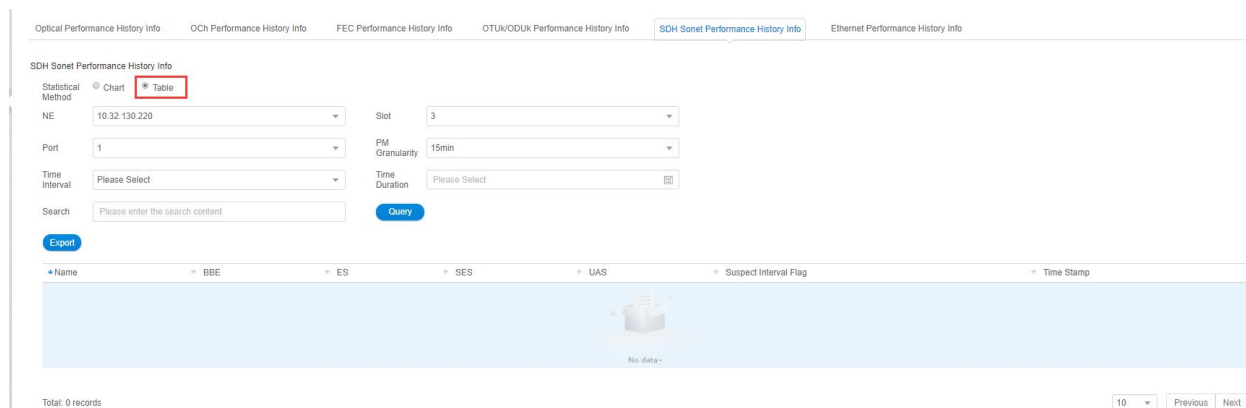 Optical Performance History Info OCh Performance History Info FEC Performance History Info OTUk/ODUk Performance History Info SDH Sonet Performance History Info Ethernet Performance History Info
SDH Sonet Performance History Info
Statistical Method Chart Table
NE 10.32.130.220 Slot 3
Port 1 PM Granularity 15min
Time Interval Please Select Time Duration Please Select
Search Please enter the search content Query
Export
Name BBE ES SES UAS Suspect Interval Flag Time Stamp
No data~
Total: 0 records 10 Previous Next